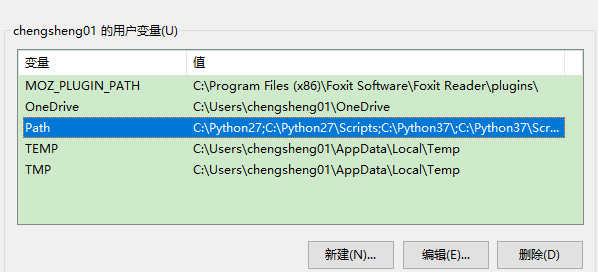 chengsheng01 的用户变量(U)
变量 值
MOZ_PLUGIN_PATH C:\Program Files (x86)\Foxit Software\Foxit Reader\plugins\
OneDrive C:\Users\chengsheng01\OneDrive
Path C:\Python27;C:\Python27\Scripts;C:\Python37\;C:\Python37\Scr...
TEMP C:\Users\chengsheng01\AppData\Local\Temp
TMP C:\Users\chengsheng01\AppData\Local\Temp
新建(N)... 编辑(E)... 删除(D)